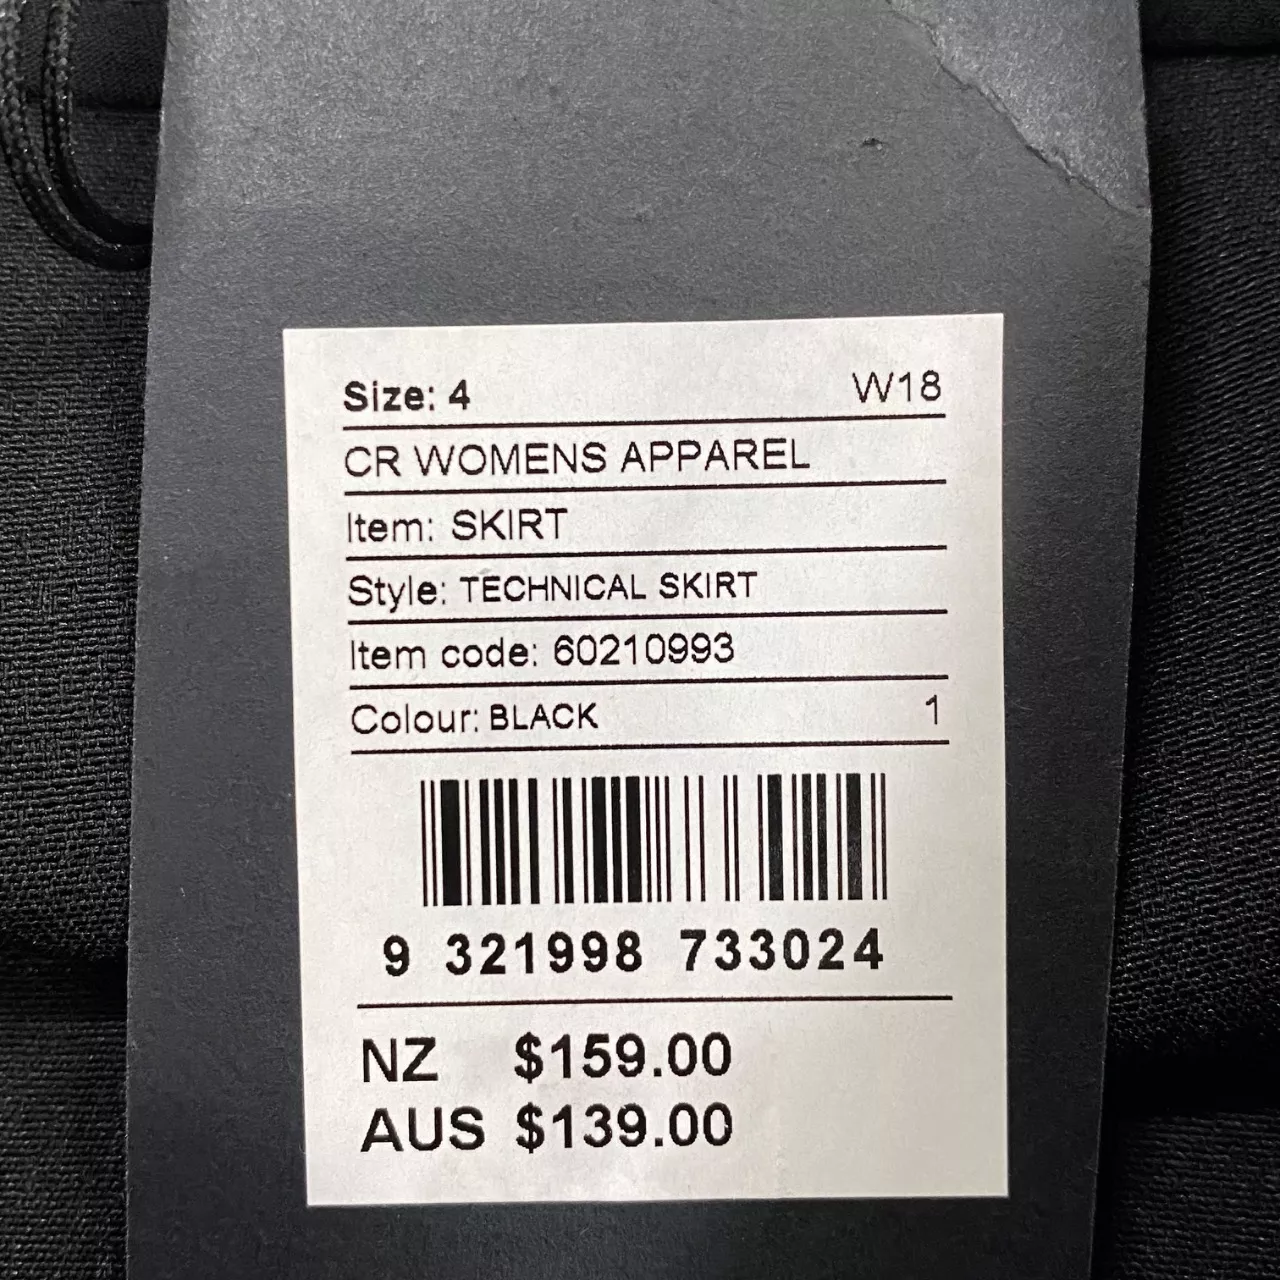 Size: 4 W18
CR WOMENS APPAREL
Item: SKIRT
Style: TECHNICAL SKIRT
Item code: 60210993
Colour: BLACK 1
9 321998 733024
NZ $159.00
AUS $139.00